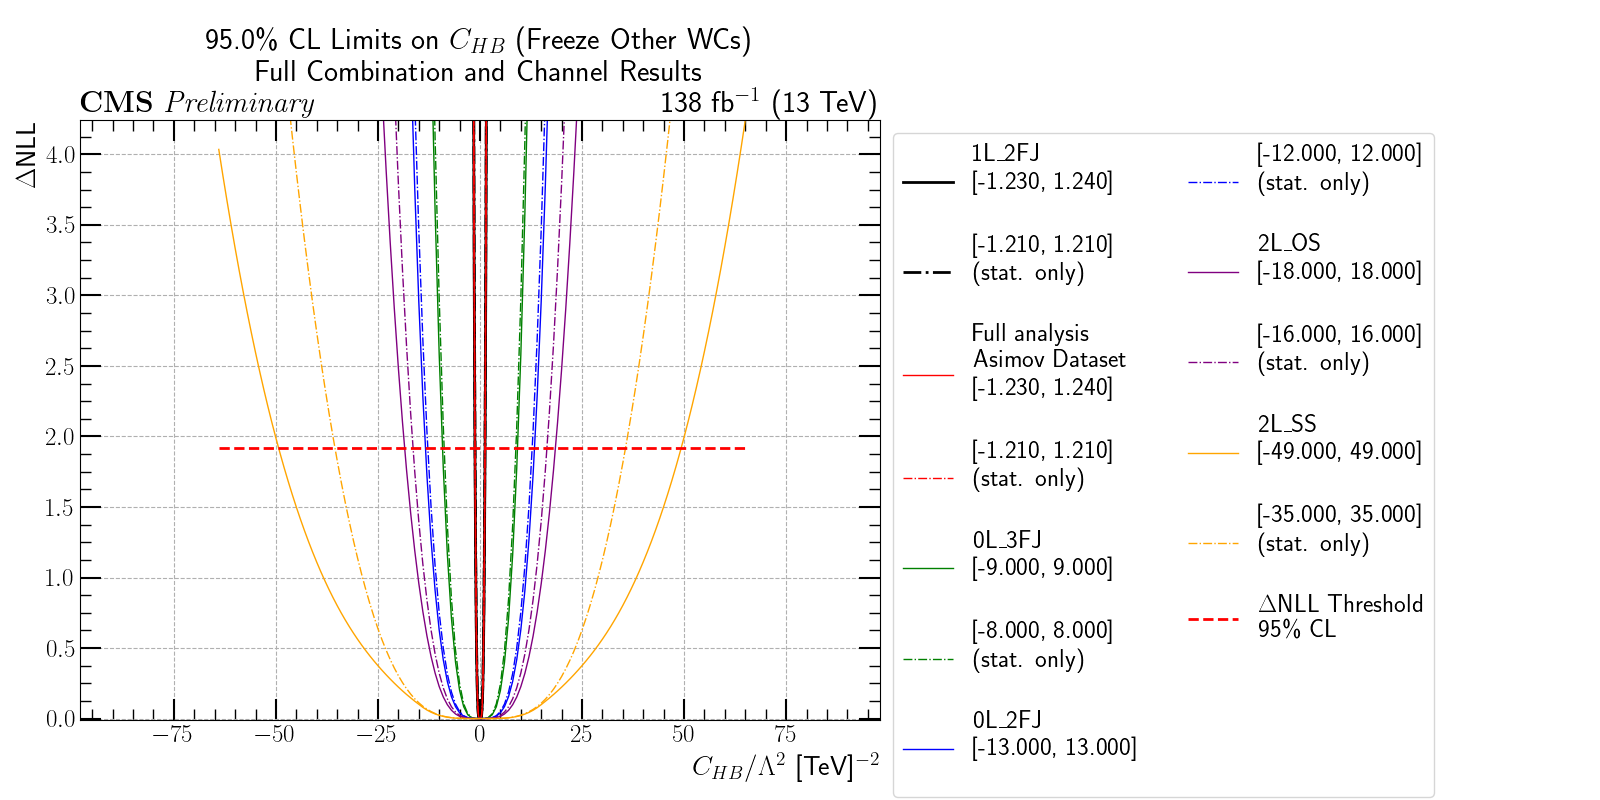 95.0% CL Limits on C_{HB} (Freeze Other WCs)
Full Combination and Channel Results
CMS Preliminary
138 fb⁻¹ (13 TeV)
ΔNLL
4.0
3.5
3.0
2.5
2.0
1.5
1.0
0.5
0.0
−75
−50
−25
0
25
50
75
C_{HB}/Λ² [TeV]⁻²
1L_2FJ
[-1.230, 1.240]
[-1.210, 1.210]
(stat. only)
Full analysis
Asimov Dataset
[-1.230, 1.240]
[-1.210, 1.210]
(stat. only)
0L_3FJ
[-9.000, 9.000]
[-8.000, 8.000]
(stat. only)
0L_2FJ
[-13.000, 13.000]
[-12.000, 12.000]
(stat. only)
2L_OS
[-18.000, 18.000]
[-16.000, 16.000]
(stat. only)
2L_SS
[-49.000, 49.000]
[-35.000, 35.000]
(stat. only)
ΔNLL Threshold
95% CL